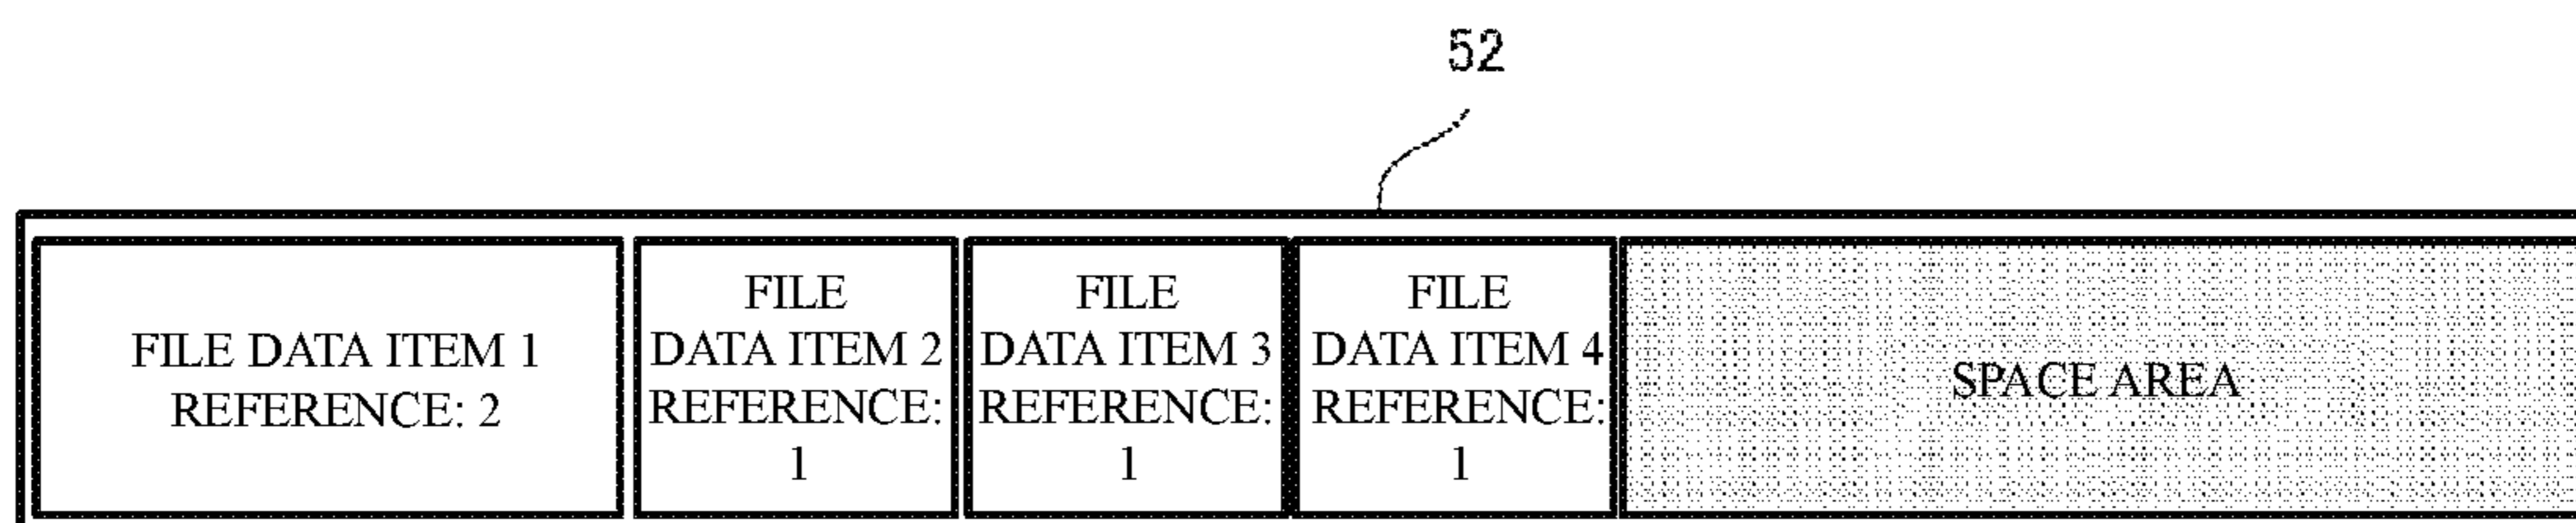 52
FILE DATA ITEM 1
REFERENCE: 2
FILE
DATA ITEM 2
REFERENCE:
1
FILE
DATA ITEM 3
REFERENCE:
1
FILE
DATA ITEM 4
REFERENCE:
1
SPACE AREA